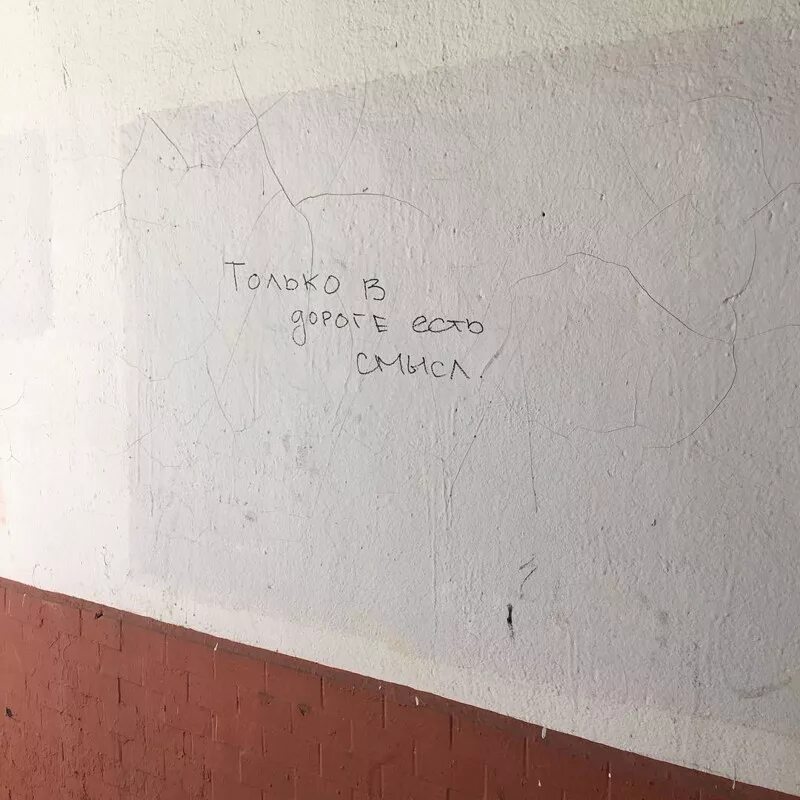 Только в
дороге есть
смысл!